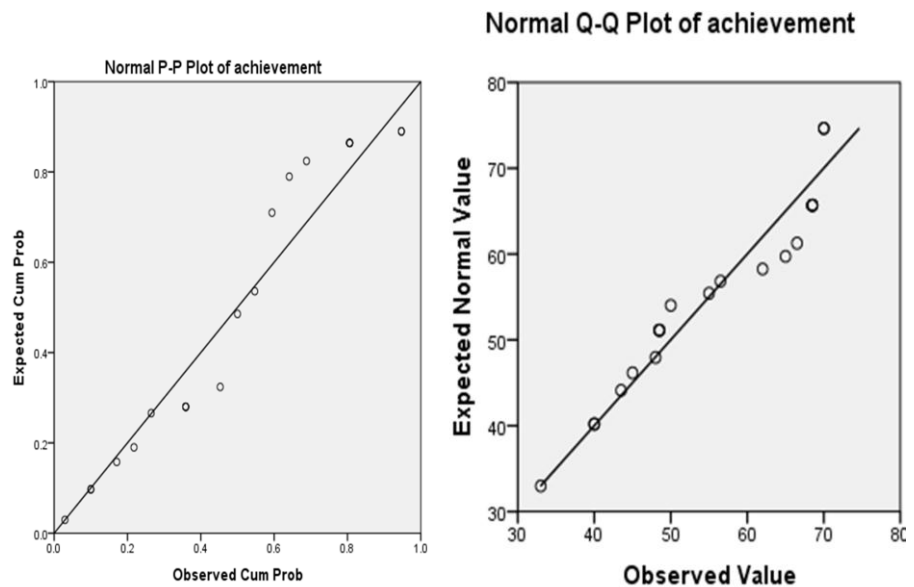 Normal P-P Plot of achievement
1.0
0.8
0.6
0.4
0.2
0.0
Expected Cum Prob
0.0 0.2 0.4 0.6 0.8 1.0
Observed Cum Prob
Normal Q-Q Plot of achievement
80
70
60
50
40
30
Expected Normal Value
30 40 50 60 70 80
Observed Value